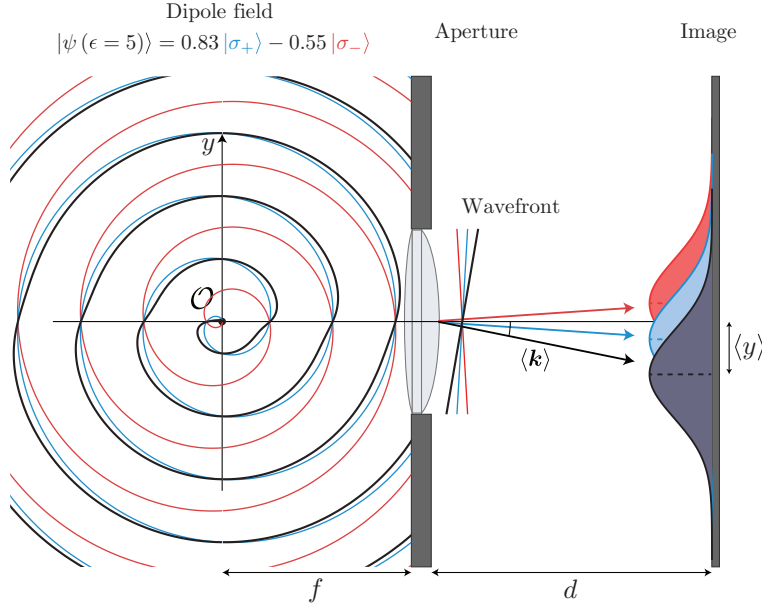 Dipole field
|ψ (ϵ = 5)⟩ = 0.83 |σ₊⟩ − 0.55 |σ₋⟩
Aperture
Image
y
Wavefront
𝒪
⟨k⟩
⟨y⟩
f
d